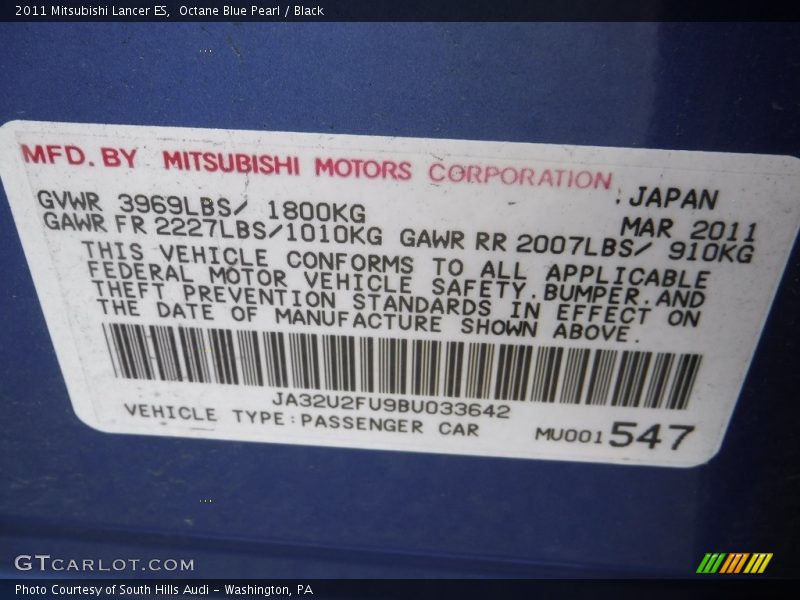 2011 Mitsubishi Lancer ES, Octane Blue Pearl / Black
MFD. BY MITSUBISHI MOTORS CORPORATION : JAPAN
GVWR 3969LBS/ 1800KG MAR 2011
GAWR FR 2227LBS/1010KG GAWR RR 2007LBS/ 910KG
THIS VEHICLE CONFORMS TO ALL APPLICABLE
FEDERAL MOTOR VEHICLE SAFETY.BUMPER.AND
THEFT PREVENTION STANDARDS IN EFFECT ON
THE DATE OF MANUFACTURE SHOWN ABOVE.
JA32U2FU9BU033642
VEHICLE TYPE:PASSENGER CAR MU001547
GTCARLOT.COM
Photo Courtesy of South Hills Audi - Washington, PA